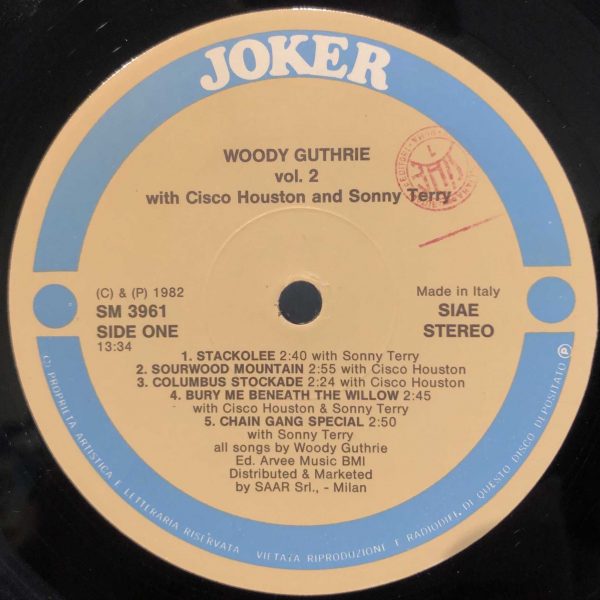 JOKER
WOODY GUTHRIE
vol. 2
with Cisco Houston and Sonny Terry
(C) & (P) 1982
SM 3961
SIDE ONE
13:34
Made in Italy
SIAE
STEREO
1. STACKOLEE 2:40 with Sonny Terry
2. SOURWOOD MOUNTAIN 2:55 with Cisco Houston
3. COLUMBUS STOCKADE 2:24 with Cisco Houston
4. BURY ME BENEATH THE WILLOW 2:45
with Cisco Houston & Sonny Terry
5. CHAIN GANG SPECIAL 2:50
with Sonny Terry
all songs by Woody Guthrie
Ed. Arvee Music BMI
Distributed & Marketed
by SAAR Srl., - Milan
(C) PROPRIETA ARTISTICA E LETTERARIA RISERVATA VIETATA RIPRODUZIONE E RADIODIF. DI QUESTO DISCO DEPOSITATO (P)